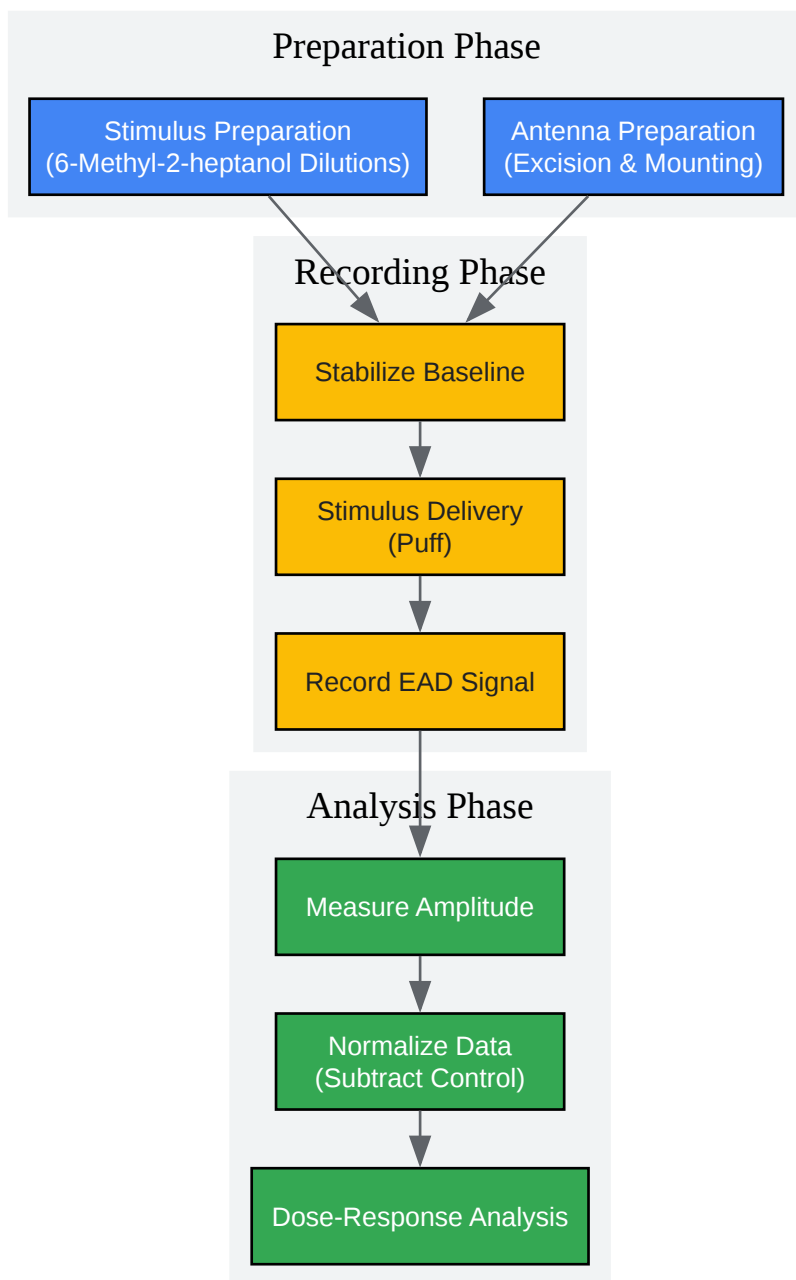 Preparation Phase
Stimulus Preparation
(6-Methyl-2-heptanol Dilutions)
Antenna Preparation
(Excision & Mounting)
Recording Phase
Stabilize Baseline
Stimulus Delivery
(Puff)
Record EAD Signal
Analysis Phase
Measure Amplitude
Normalize Data
(Subtract Control)
Dose-Response Analysis